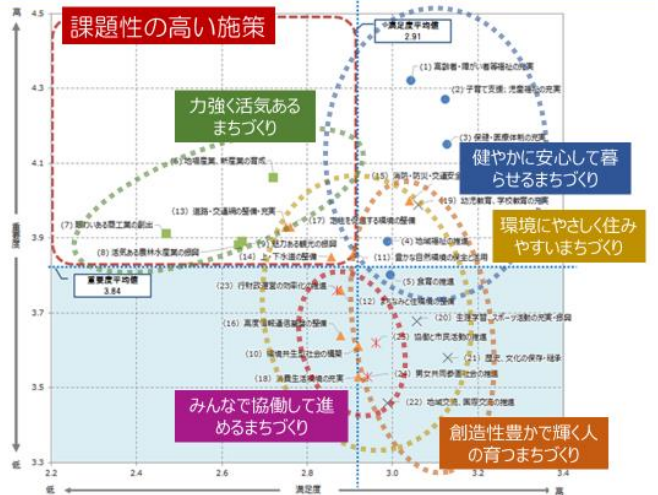 高
4.5
課題性の高い施策
※満足度平均値
2.91
(1) 高齢者・障がい者等福祉の充実
4.3
(2) 子育て支援、児童福祉の充実
力強く活気ある
まちづくり
(3) 保健・医療体制の充実
4.1
(6) 地場産業、新産業の育成
(15) 消防・防災・交通安全
健やかに安心して暮
らせるまちづくり
(19) 幼児教育、学校教育の充実
(13) 道路・交通網の整備・充実
(17)
する環境の整備
環境にやさしく住み
やすいまちづくり
重要度
(7) 賑わいある商工業の創出
3.9
(9) 魅力ある観光の振興
(4) 地域福祉の推進
(8) 活気ある農林水産業の振興
(14) 上・下水道の整備
(11) 豊かな自然環境の保全と活用
重要度平均値
3.84
(5) 食育の推進
(23) 行財政運営の効率化の推進
(12) まちなみと住環境の整備
3.7
(20) 生涯学習、スポーツ活動の充実・振興
(16) 高度情報通信基盤の整備
(25) 協働と市民活動の推進
(10) 環境共生型社会の構築
(21) 歴史、文化の保存・継承
3.5
(18) 消費生活環境の充実
(24) 男女共同参画社会の推進
みんなで協働して進
めるまちづくり
(22) 地域交流、国際交流の推進
創造性豊かで輝く人
の育つまちづくり
低
3.3
2.2 2.4 2.6 2.8 3.0 3.2 3.4
低 満足度 高